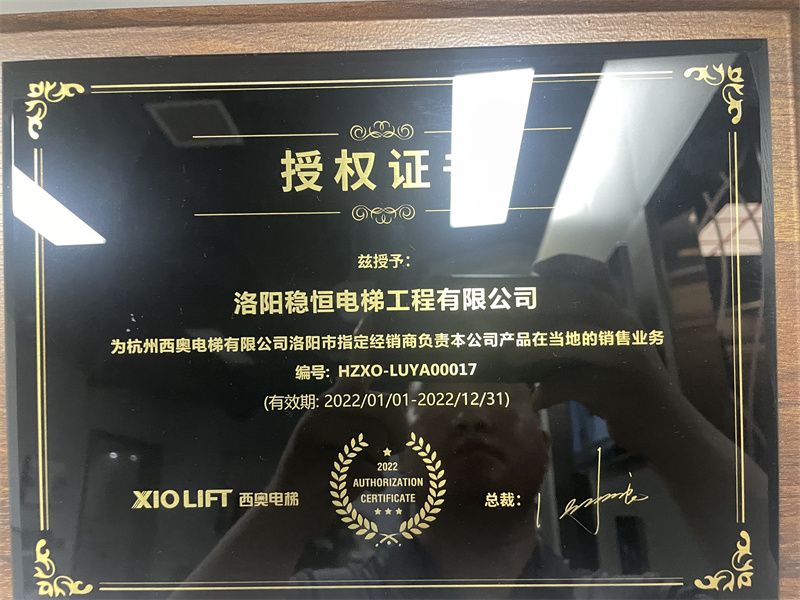 授权证
兹授予：
洛阳稳恒电梯工程有限公司
为杭州西奥电梯有限公司洛阳市指定经销商负责本公司产品在当地的销售业务
编号: HZXO-LUYA00017
(有效期: 2022/01/01-2022/12/31)
XIOLIFT 西奥电梯
2022
AUTHORIZATION
CERTIFICATE
总裁：